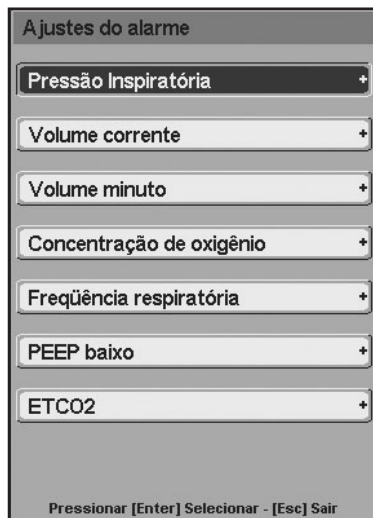 Ajustes do alarme
Pressão Inspiratória +
Volume corrente +
Volume minuto +
Concentração de oxigênio +
Freqüência respiratória +
PEEP baixo +
ETCO2 +
Pressionar [Enter] Selecionar - [Esc] Sair